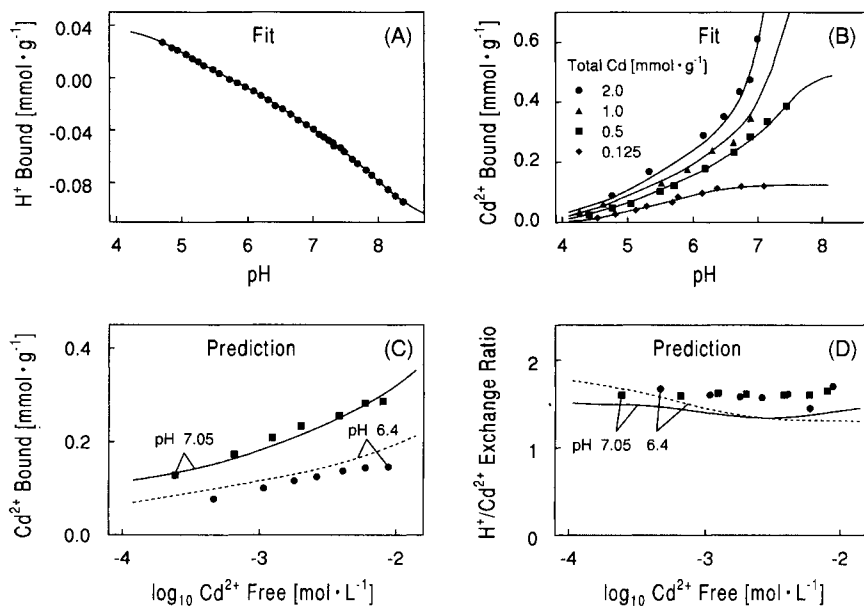 0.04
0.00
-0.04
-0.08
H⁺ Bound [mmol · g⁻¹]
Fit
(A)
4 5 6 7 8
pH
0.6
0.4
0.2
0.0
Cd²⁺ Bound [mmol · g⁻¹]
Fit
(B)
Total Cd [mmol · g⁻¹]
2.0
1.0
0.5
0.125
4 5 6 7 8
pH
0.4
0.2
0.0
Cd²⁺ Bound [mmol · g⁻¹]
Prediction
(C)
pH 7.05
pH 6.4
-4 -3 -2
log₁₀ Cd²⁺ Free [mol · L⁻¹]
2
1
0
H⁺/Cd²⁺ Exchange Ratio
Prediction
(D)
pH 7.05 6.4
-4 -3 -2
log₁₀ Cd²⁺ Free [mol · L⁻¹]